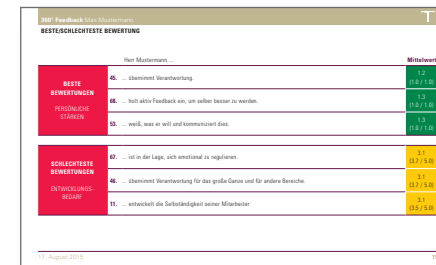 360° Feedback Max Mustermann
BESTE/SCHLECHTESTE BEWERTUNG
Herr Mustermann ...
Mittelwert
BESTE
BEWERTUNGEN
PERSÖNLICHE
STÄRKEN
45. ... übernimmt Verantwortung.
1.2
(1.0 / 1.0)
68. ... holt aktiv Feedback ein, um selber besser zu werden.
1.3
(1.0 / 1.0)
53. ... weiß, was er will und kommuniziert dies.
1.3
(1.0 / 1.0)
SCHLECHTESTE
BEWERTUNGEN
ENTWICKLUNGS-
BEDARF
67. ... ist in der Lage, sich emotional zu regulieren.
3.1
(3.7 / 5.0)
46. ... übernimmt Verantwortung für das große Ganze und für andere Bereiche.
3.1
(3.7 / 5.0)
11. ... entwickelt die Selbständigkeit seiner Mitarbeiter
3.1
(3.5 / 5.0)
17. August 2015